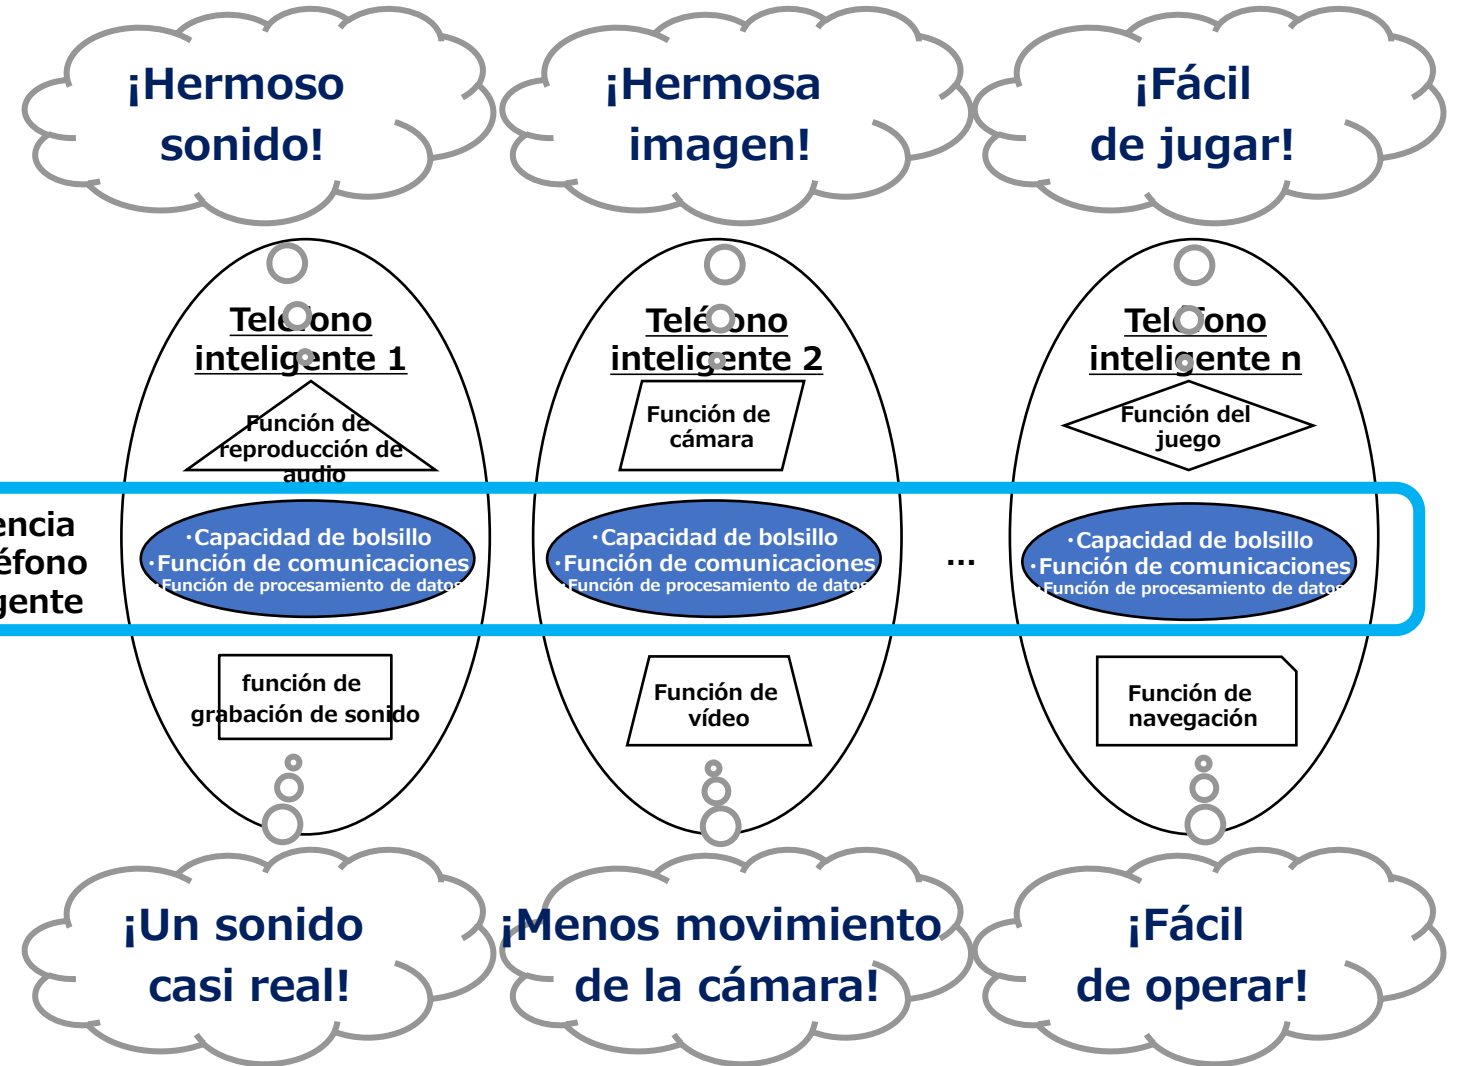 ¡Hermoso
sonido!
¡Hermosa
imagen!
¡Fácil
de jugar!
Teléfono
inteligente 1
Teléfono
inteligente 2
Teléfono
inteligente n
Función de
reproducción de
audio
Función de
cámara
Función del
juego
encia
éfono
gente
・Capacidad de bolsillo
・Función de comunicaciones
・Función de procesamiento de datos
・Capacidad de bolsillo
・Función de comunicaciones
・Función de procesamiento de datos
...
・Capacidad de bolsillo
・Función de comunicaciones
・Función de procesamiento de datos
función de
grabación de sonido
Función de
vídeo
Función de
navegación
¡Un sonido
casi real!
¡Menos movimiento
de la cámara!
¡Fácil
de operar!